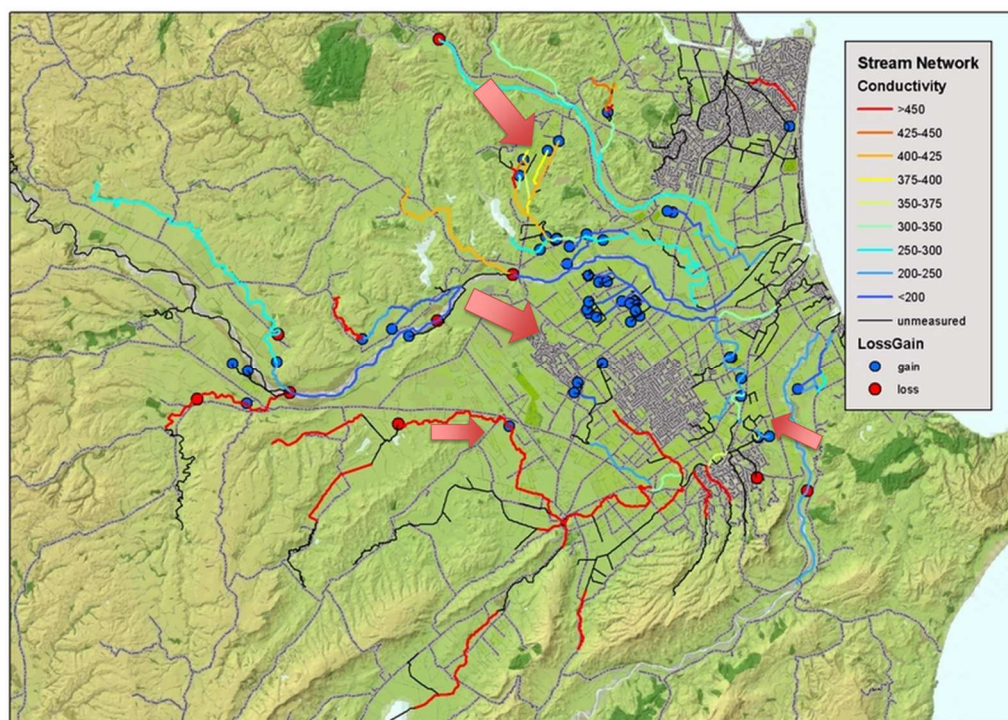 Stream Network
Conductivity
>450
425-450
400-425
375-400
350-375
300-350
250-300
200-250
<200
unmeasured
LossGain
gain
loss